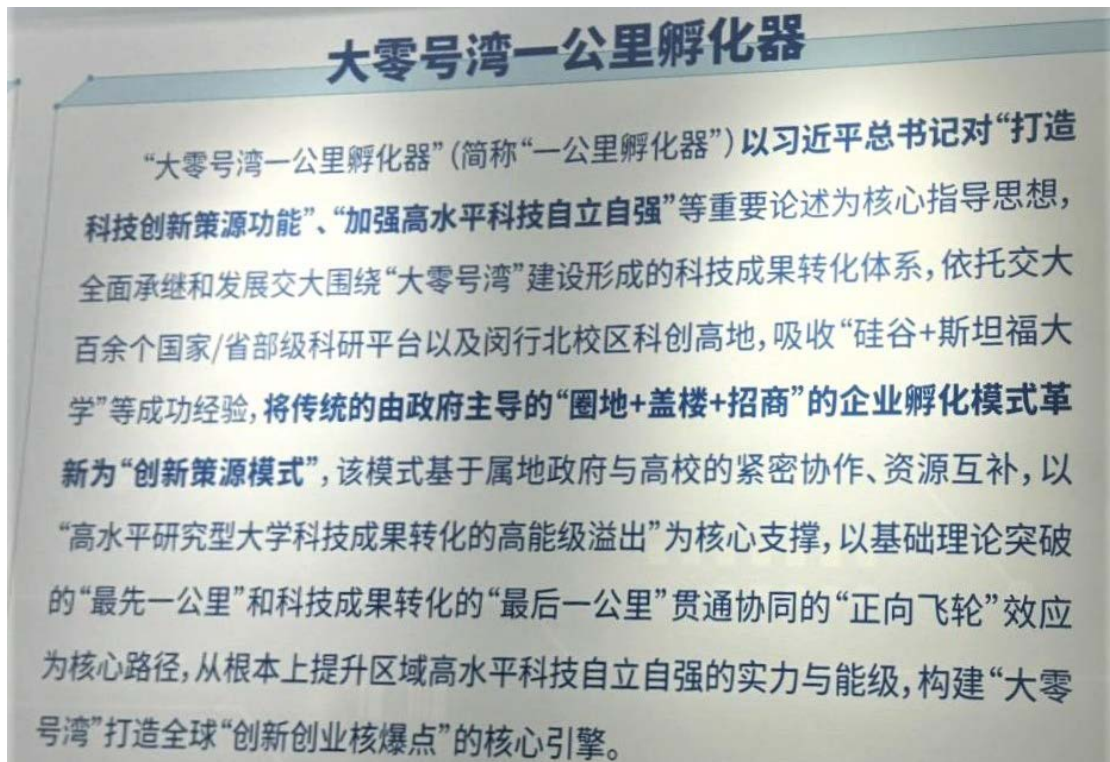 大零号湾一公里孵化器
“大零号湾一公里孵化器”(简称“一公里孵化器”)以习近平总书记对“打造
科技创新策源功能”、“加强高水平科技自立自强”等重要论述为核心指导思想,
全面承继和发展交大围绕“大零号湾”建设形成的科技成果转化体系,依托交大
百余个国家/省部级科研平台以及闵行北校区科创高地,吸收“硅谷+斯坦福大
学”等成功经验,将传统的由政府主导的“圈地+盖楼+招商”的企业孵化模式革
新为“创新策源模式”,该模式基于属地政府与高校的紧密协作、资源互补,以
“高水平研究型大学科技成果转化的高能级溢出”为核心支撑,以基础理论突破
的“最先一公里”和科技成果转化的“最后一公里”贯通协同的“正向飞轮”效应
为核心路径,从根本上提升区域高水平科技自立自强的实力与能级,构建“大零
号湾”打造全球“创新创业核爆点”的核心引擎。